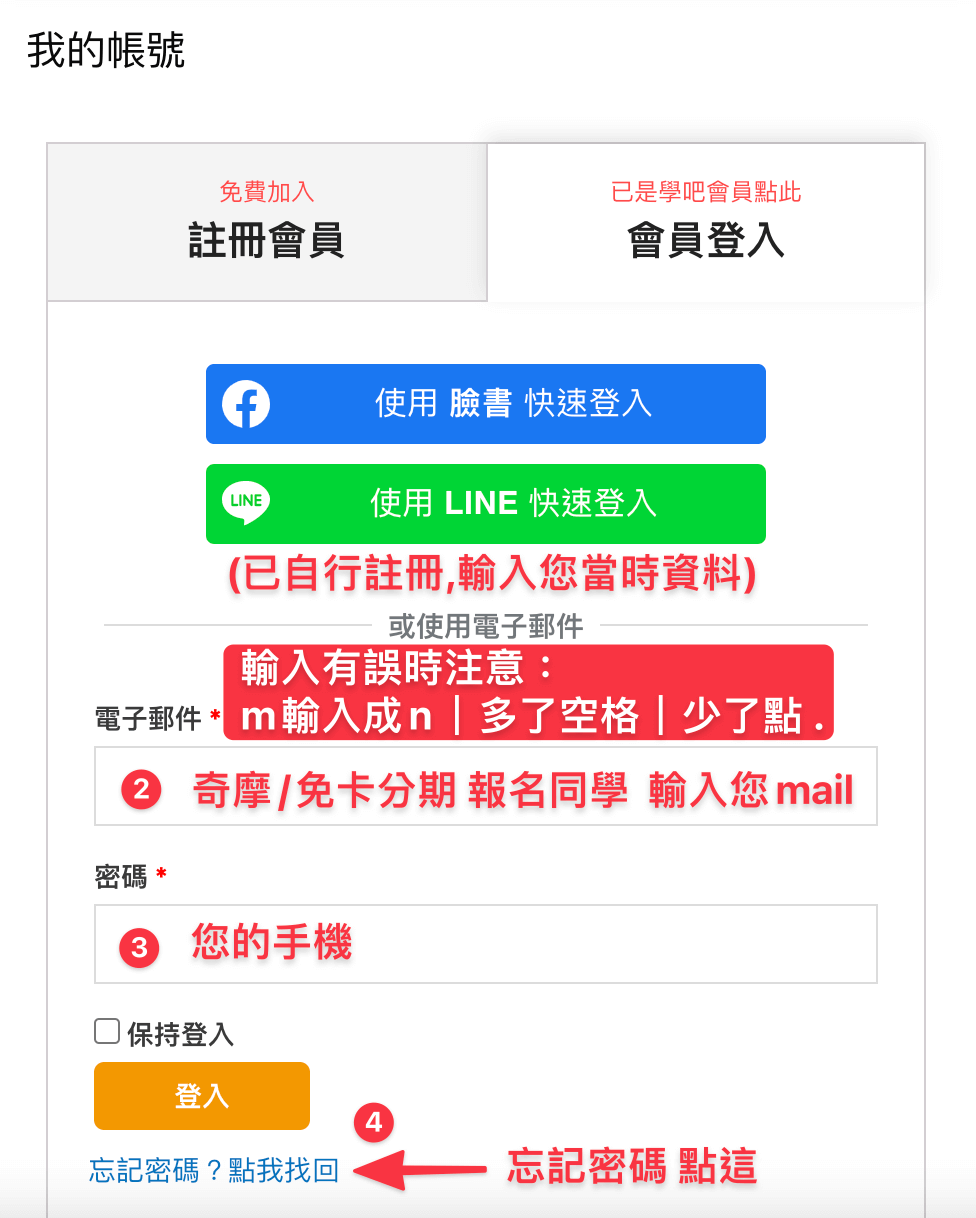 我的帳號
免費加入
註冊會員
已是學吧會員點此
會員登入
使用 臉書 快速登入
LINE
使用 LINE 快速登入
(已自行註冊,輸入您當時資料)
或使用電子郵件
輸入有誤時注意：
m輸入成n｜多了空格｜少了點.
電子郵件 *
2 奇摩/免卡分期 報名同學 輸入您mail
密碼 *
3 您的手機
保持登入
登入
4
忘記密碼？點我找回
忘記密碼 點這